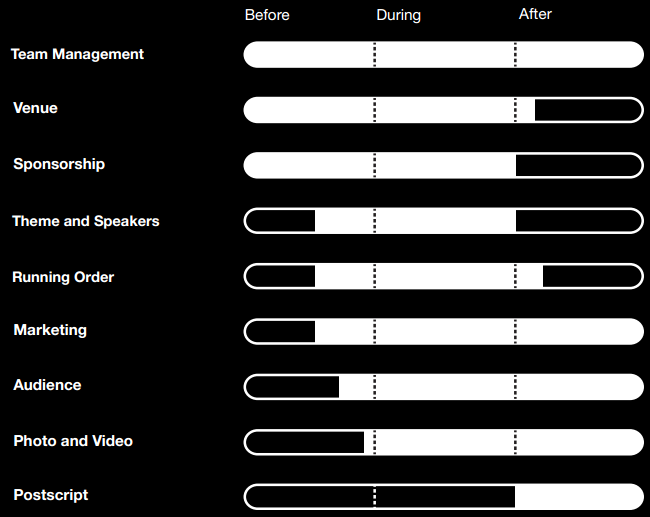 Before During After
Team Management
Venue
Sponsorship
Theme and Speakers
Running Order
Marketing
Audience
Photo and Video
Postscript